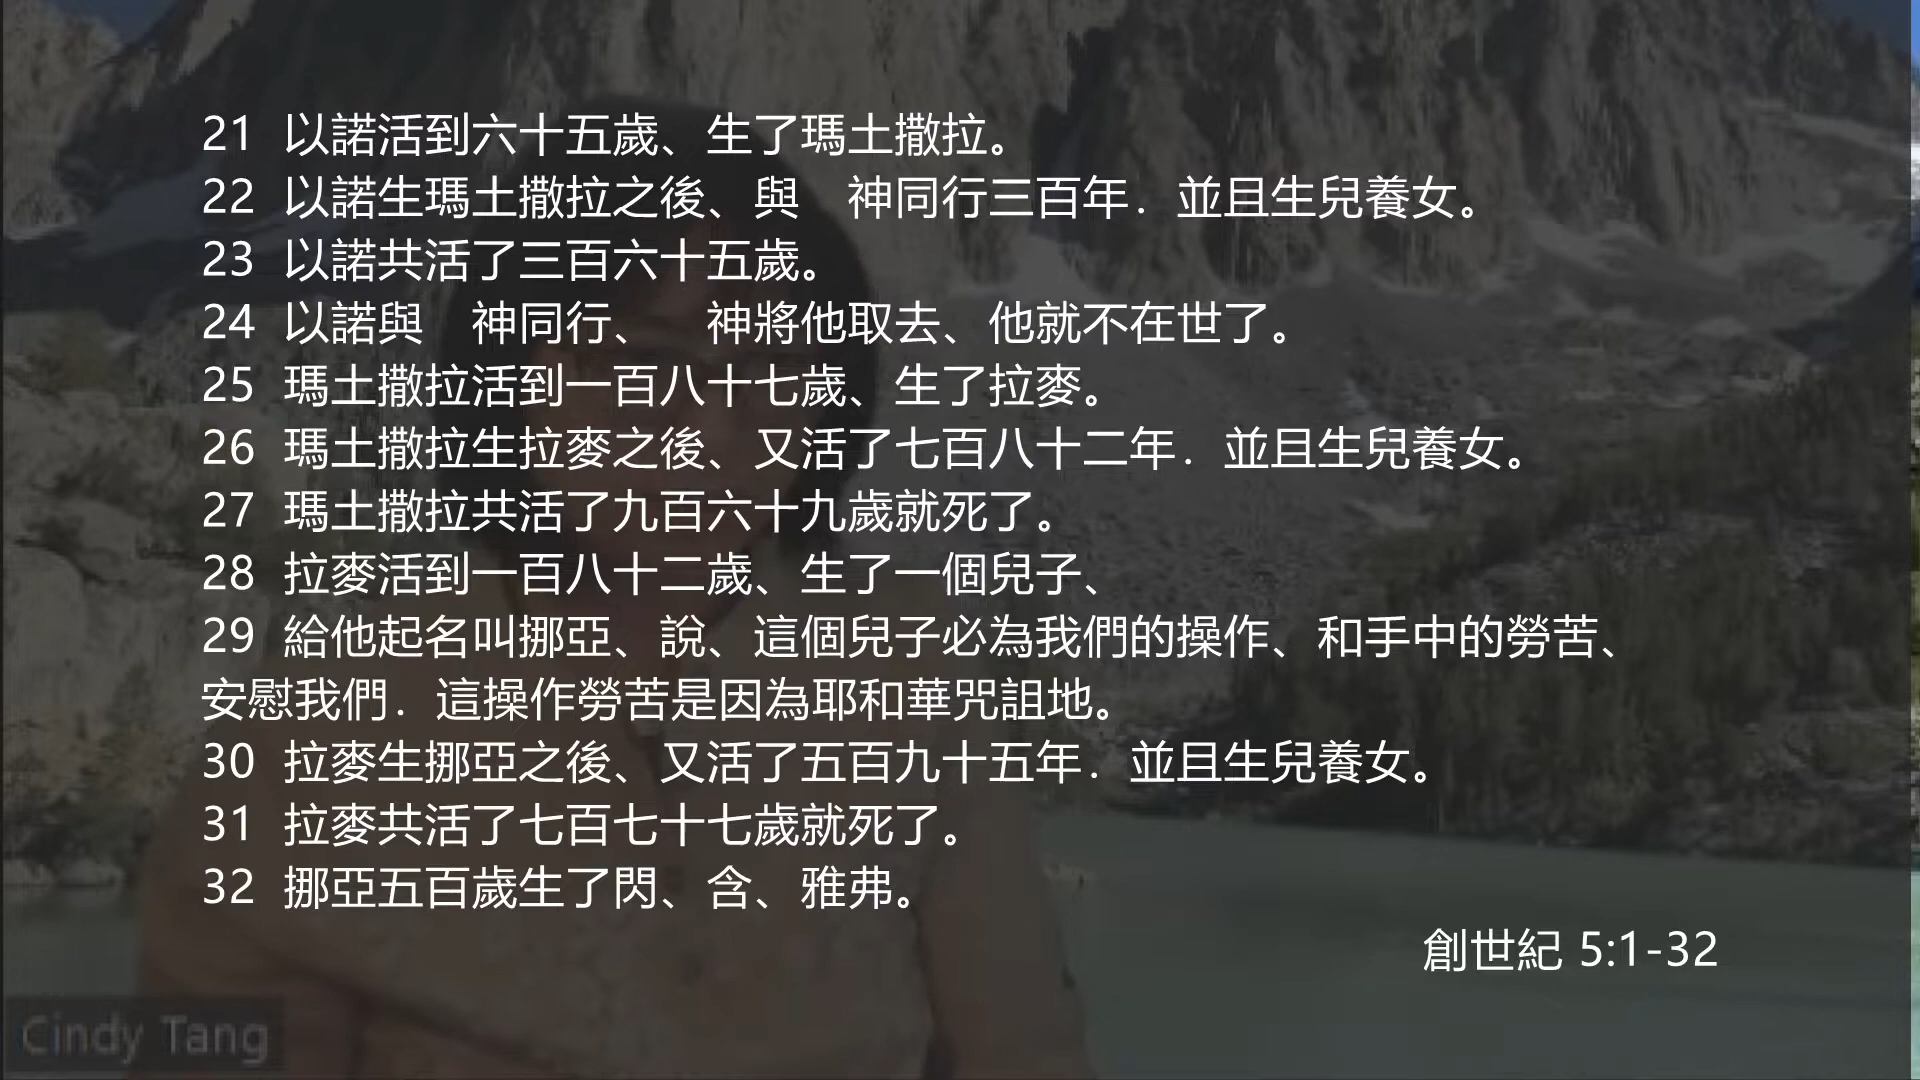 21 以諾活到六十五歲、生了瑪土撒拉。
22 以諾生瑪土撒拉之後、與　神同行三百年．並且生兒養女。
23 以諾共活了三百六十五歲。
24 以諾與　神同行、　神將他取去、他就不在世了。
25 瑪土撒拉活到一百八十七歲、生了拉麥。
26 瑪土撒拉生拉麥之後、又活了七百八十二年．並且生兒養女。
27 瑪土撒拉共活了九百六十九歲就死了。
28 拉麥活到一百八十二歲、生了一個兒子、
29 給他起名叫挪亞、說、這個兒子必為我們的操作、和手中的勞苦、
安慰我們．這操作勞苦是因為耶和華咒詛地。
30 拉麥生挪亞之後、又活了五百九十五年．並且生兒養女。
31 拉麥共活了七百七十七歲就死了。
32 挪亞五百歲生了閃、含、雅弗。
創世紀 5:1-32
Cindy Tang